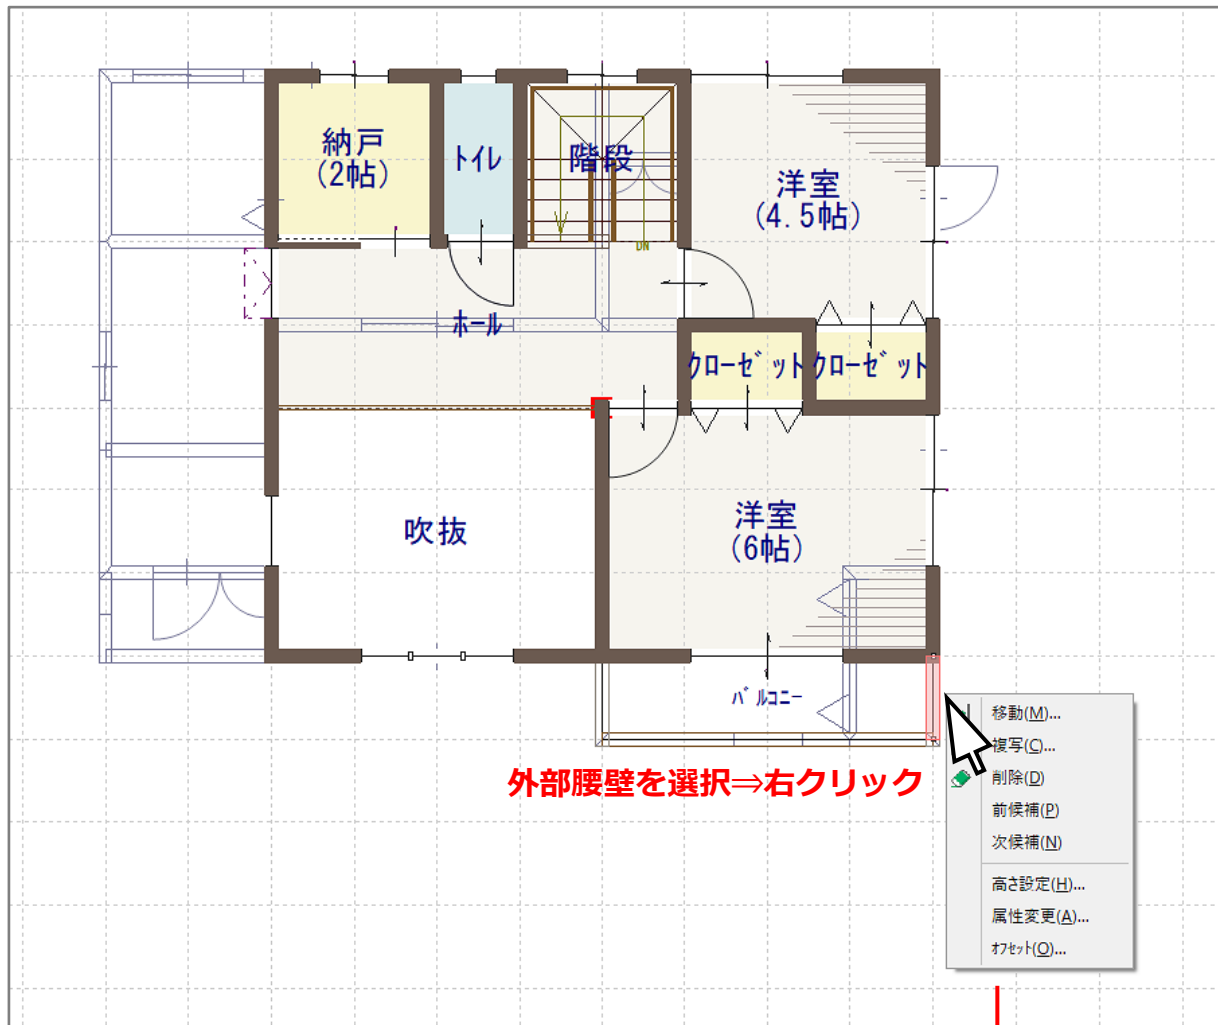 納戸
(2帖)
トイレ
階段
DN
洋室
(4.5帖)
ホール
クローゼット
クローゼット
吹抜
洋室
(6帖)
バルコニー
外部腰壁を選択⇒右クリック
移動(M)...
複写(C)...
削除(D)
前候補(P)
次候補(N)
高さ設定(H)...
属性変更(A)...
オフセット(O)...